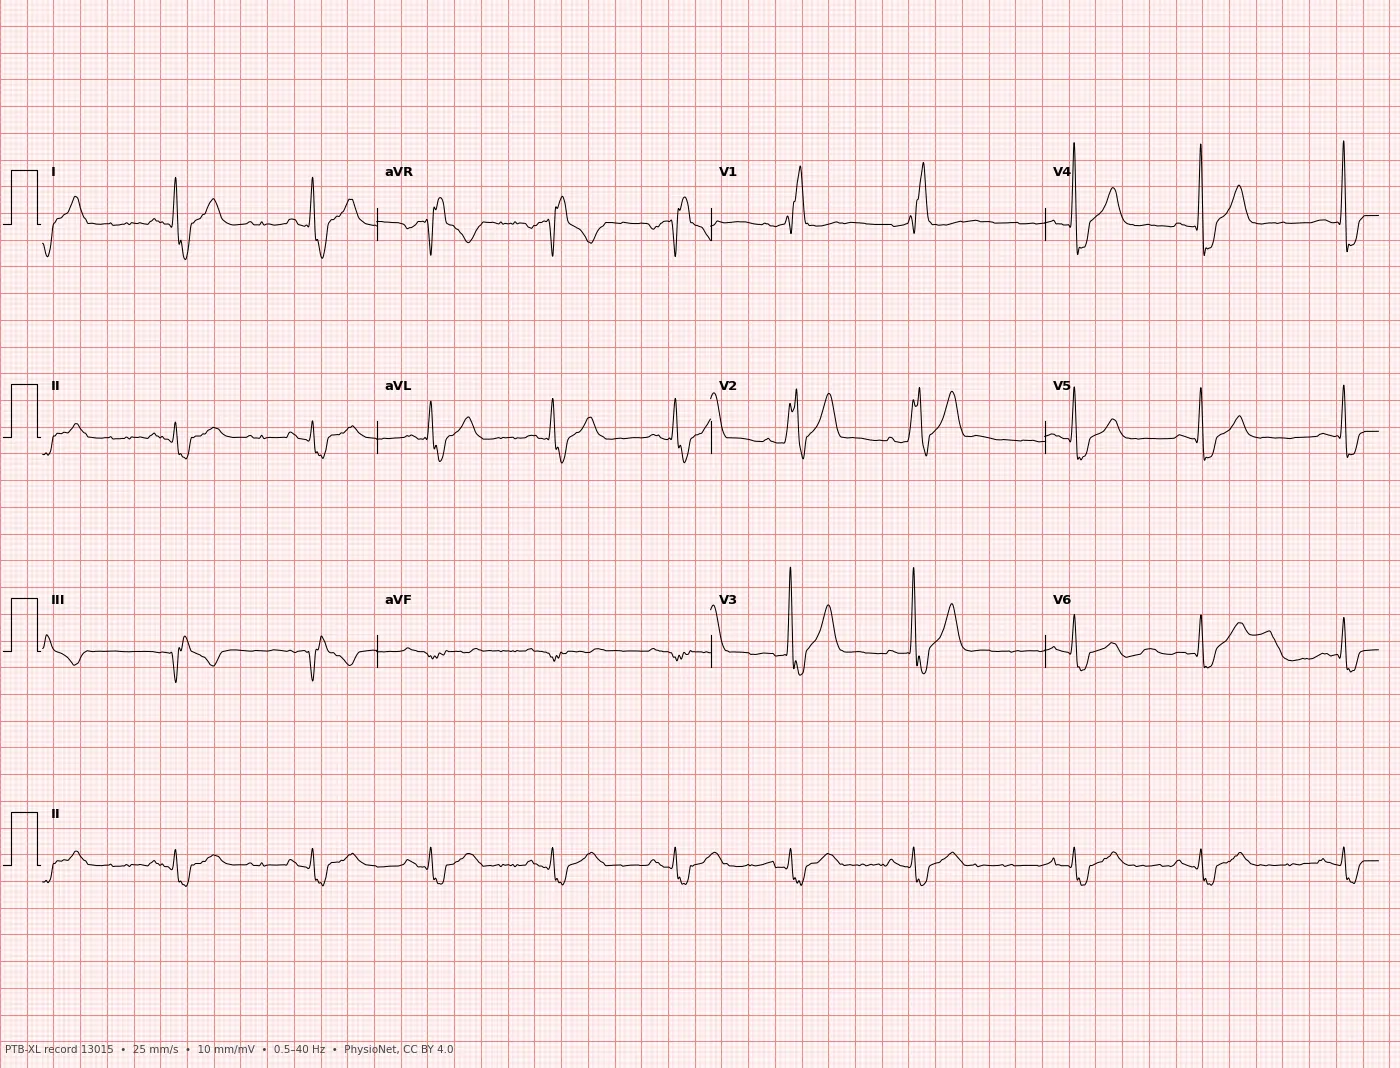 I aVR V1 V4
II aVL V2 V5
III aVF V3 V6
II
PTB-XL record 13015 • 25 mm/s • 10 mm/mV • 0.5–40 Hz • PhysioNet, CC BY 4.0